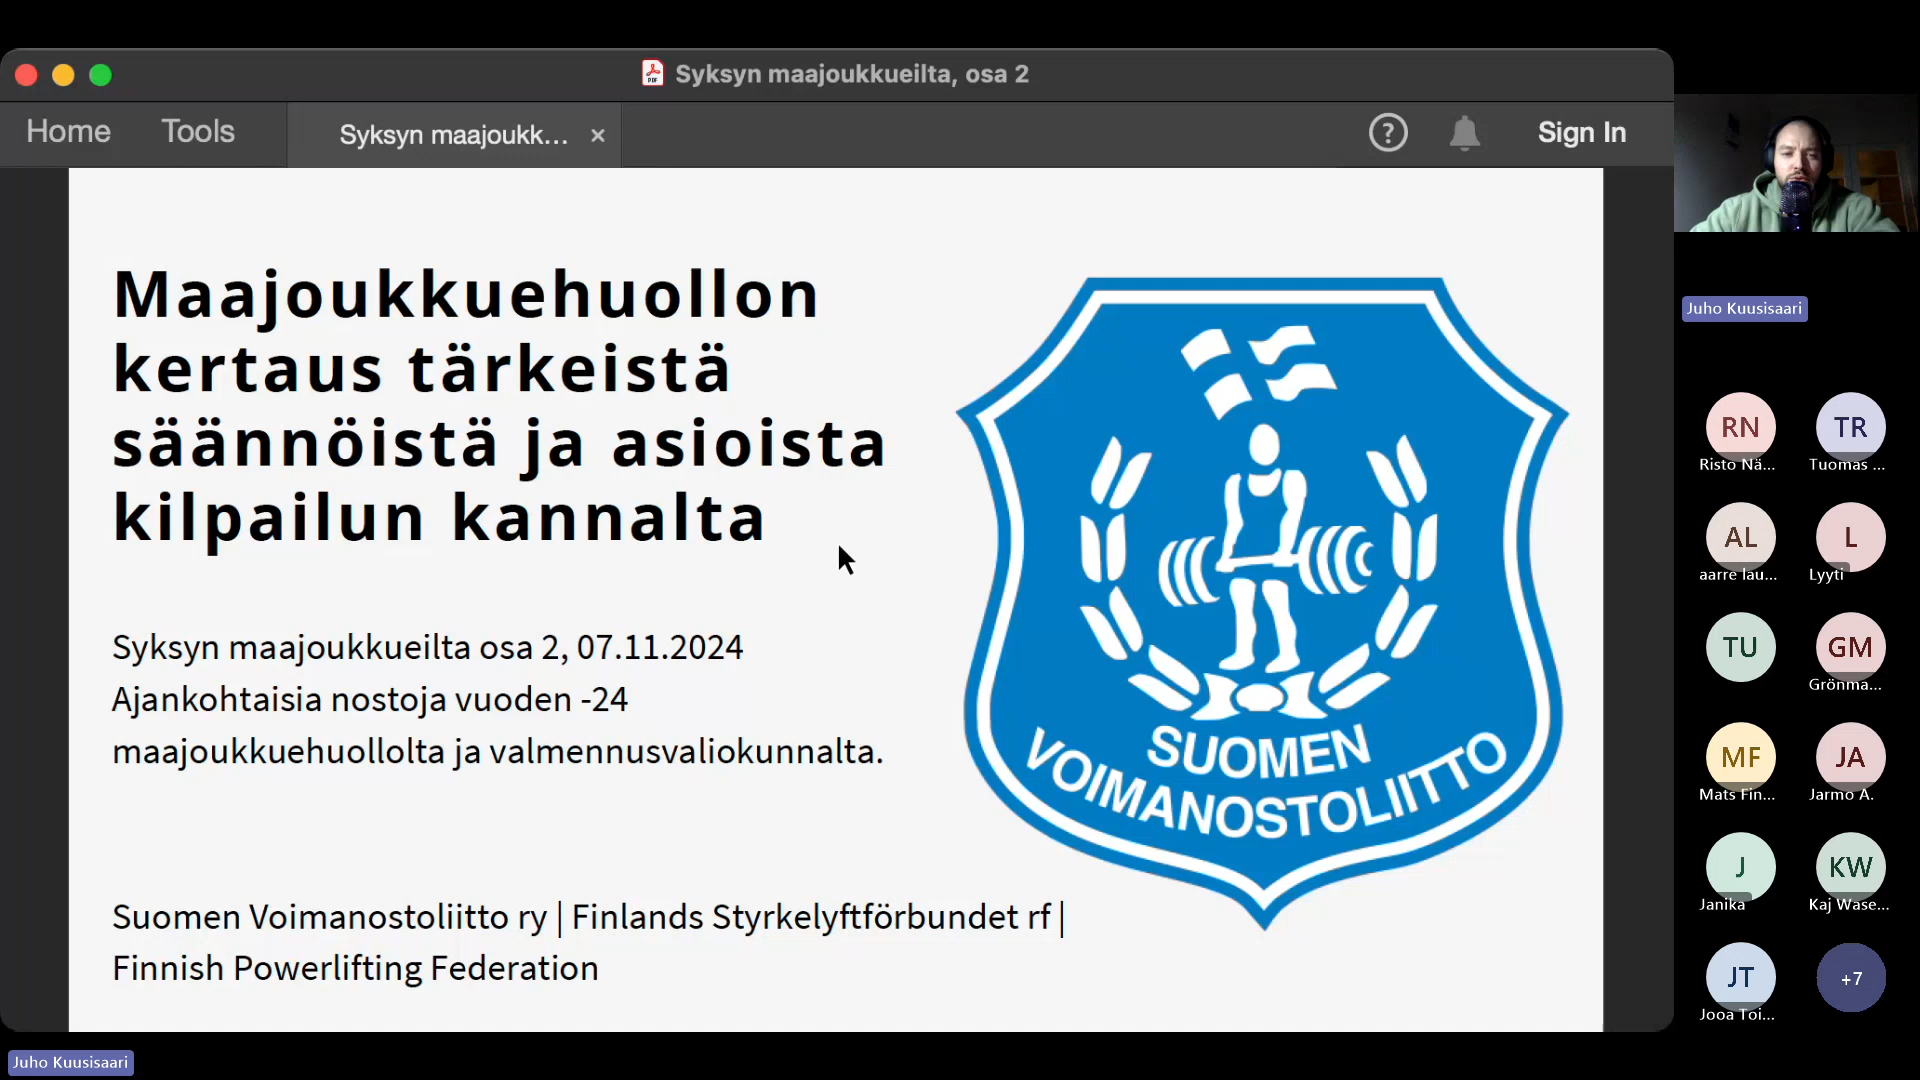 Syksyn maajoukkueilta, osa 2
Home
Tools
Syksyn maajoukk...
Sign In
Maajoukkuehuollon
kertaus tärkeistä
säännöistä ja asioista
kilpailun kannalta
Syksyn maajoukkueilta osa 2, 07.11.2024
Ajankohtaisia nostoja vuoden -24
maajoukkuehuollolta ja valmennusvaliokunnalta.
Suomen Voimanostoliitto ry | Finlands Styrkelyftförbundet rf |
Finnish Powerlifting Federation
SUOMEN
VOIMANOSTOLIITTO
Juho Kuusisaari
RN
Risto Nä...
TR
Tuomas ...
AL
aarre lau...
L
Lyyti
TU
GM
Grönma...
MF
Mats Fin...
JA
Jarmo A.
J
Janika
KW
Kaj Wase...
JT
Jooa Toi...
+7
Juho Kuusisaari